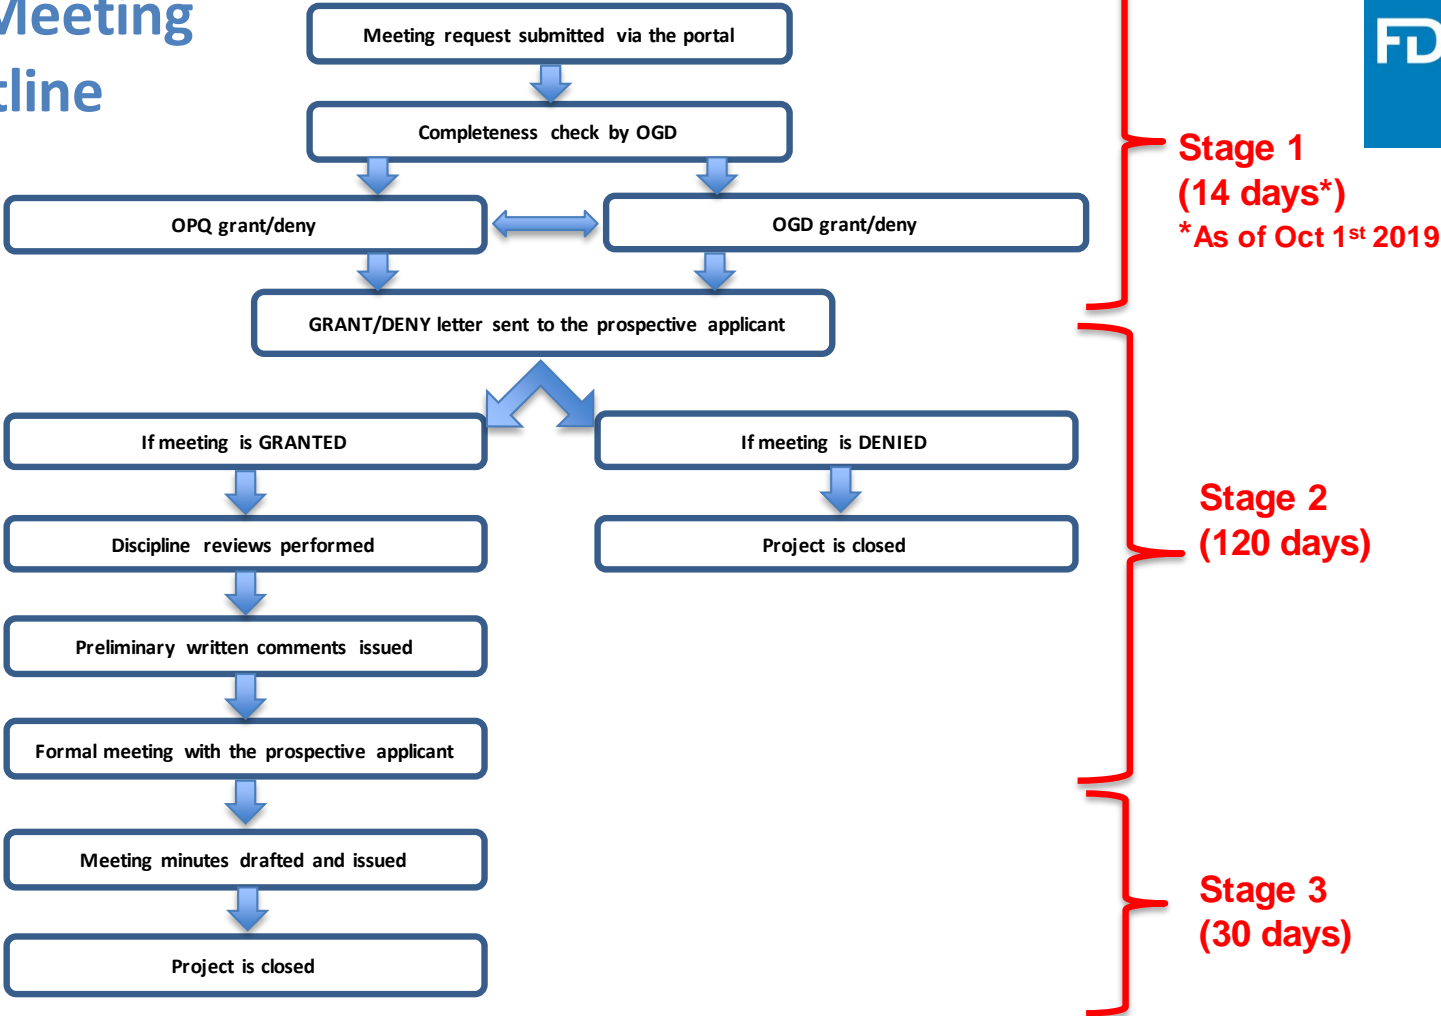 Meeting
tline
FD
Meeting request submitted via the portal
Completeness check by OGD
OPQ grant/deny
OGD grant/deny
GRANT/DENY letter sent to the prospective applicant
Stage 1
(14 days*)
*As of Oct 1st 2019
If meeting is GRANTED
If meeting is DENIED
Discipline reviews performed
Project is closed
Stage 2
(120 days)
Preliminary written comments issued
Formal meeting with the prospective applicant
Meeting minutes drafted and issued
Project is closed
Stage 3
(30 days)